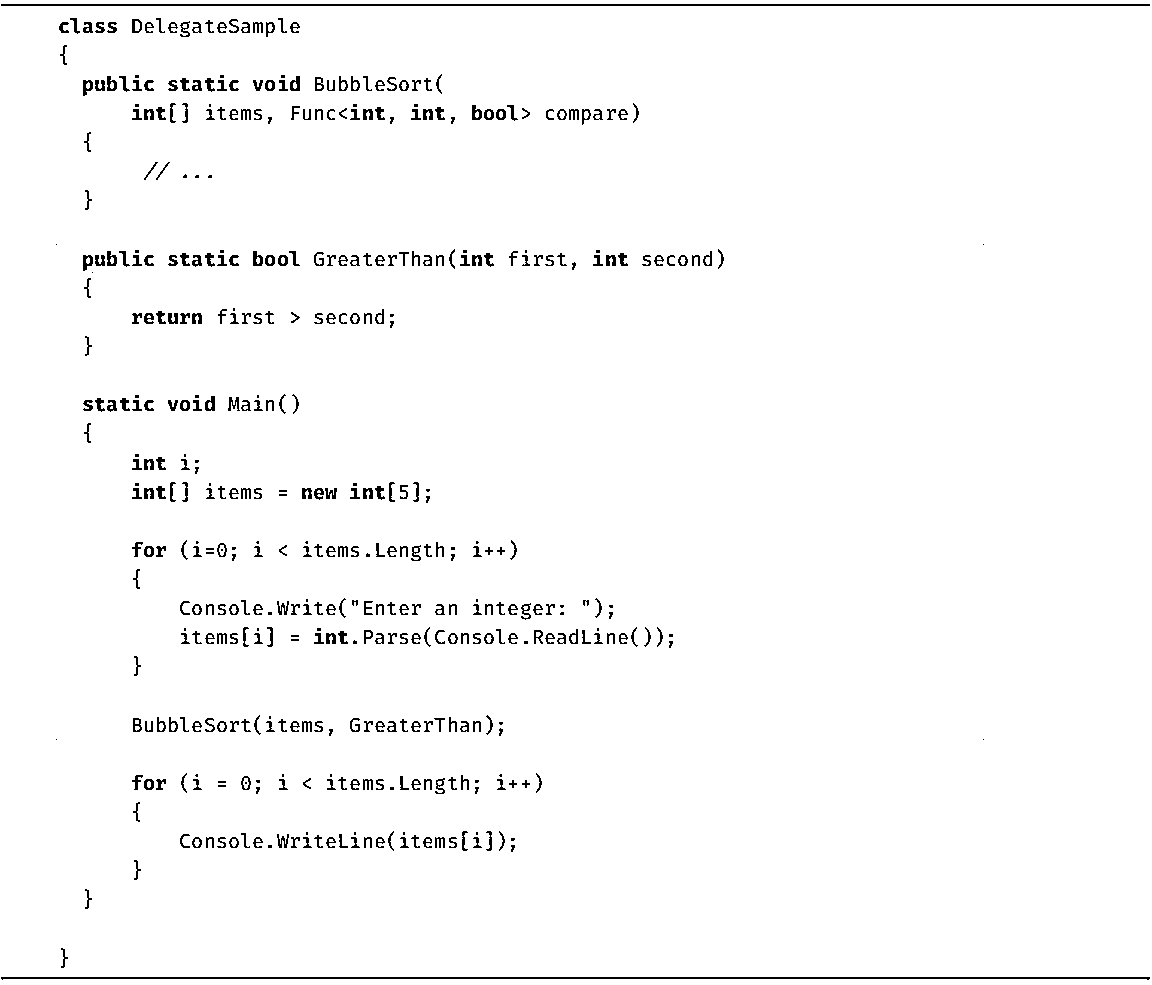 class DelegateSample
{
  public static void BubbleSort(
      int[] items, Func<int, int, bool> compare)
  {
       // ...
  }

  public static bool GreaterThan(int first, int second)
  {
      return first > second;
  }

  static void Main()
  {
      int i;
      int[] items = new int[5];

      for (i=0; i < items.Length; i++)
      {
          Console.Write("Enter an integer: ");
          items[i] = int.Parse(Console.ReadLine());
      }

      BubbleSort(items, GreaterThan);

      for (i = 0; i < items.Length; i++)
      {
          Console.WriteLine(items[i]);
      }
  }

}